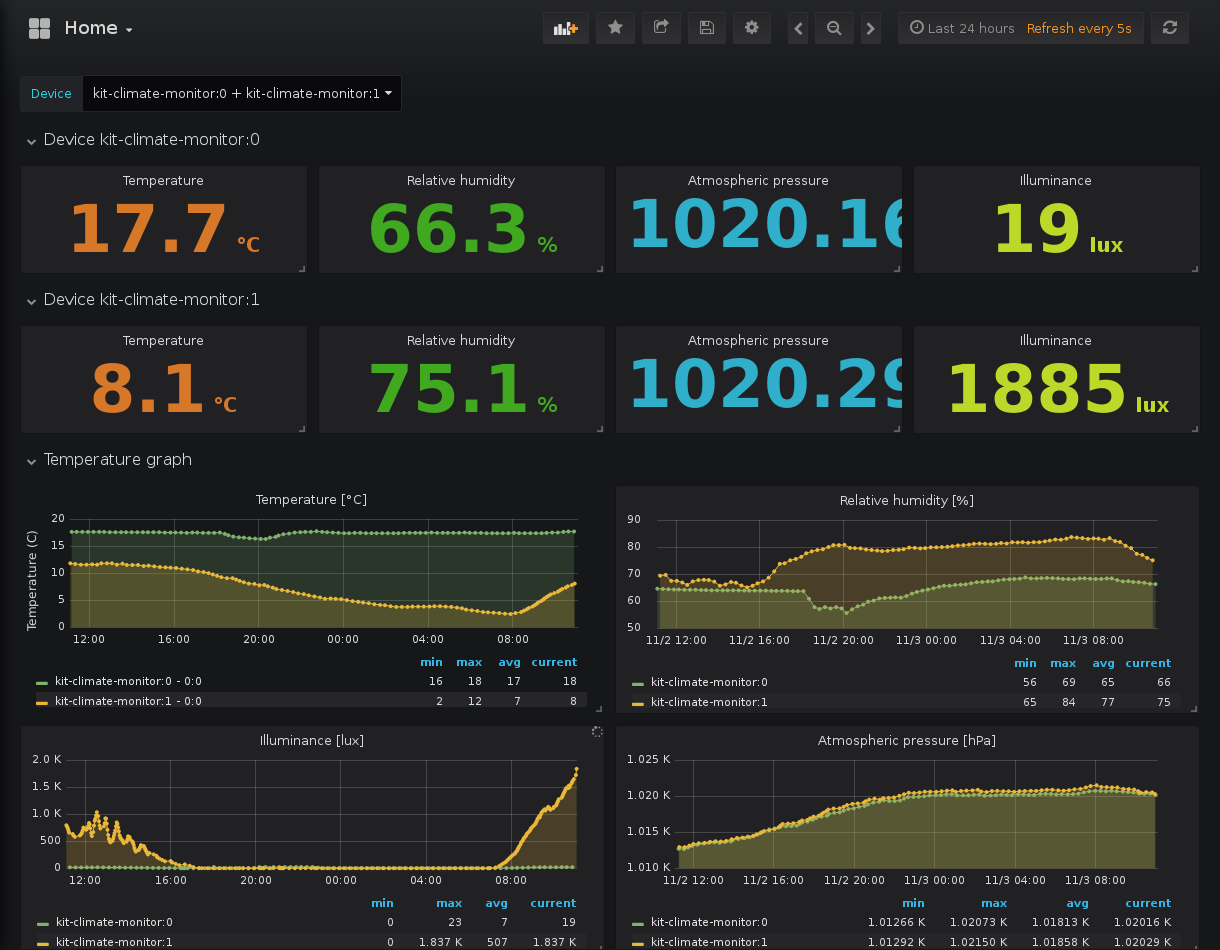 Home
Last 24 hours Refresh every 5s
Device kit-climate-monitor:0 + kit-climate-monitor:1
Device kit-climate-monitor:0
Temperature Relative humidity Atmospheric pressure Illuminance
17.7 °C 66.3 % 1020.16 19 lux
Device kit-climate-monitor:1
Temperature Relative humidity Atmospheric pressure Illuminance
8.1 °C 75.1 % 1020.29 1885 lux
Temperature graph
Temperature [°C]
Temperature (C)
20
15
10
5
0
12:00 16:00 20:00 00:00 04:00 08:00
min max avg current
kit-climate-monitor:0 - 0:0 16 18 17 18
kit-climate-monitor:1 - 0:0 2 12 7 8
Relative humidity [%]
90
80
70
60
50
11/2 12:00 11/2 16:00 11/2 20:00 11/3 00:00 11/3 04:00 11/3 08:00
min max avg current
kit-climate-monitor:0 56 69 65 66
kit-climate-monitor:1 65 84 77 75
Illuminance [lux]
2.0 K
1.5 K
1.0 K
500
0
12:00 16:00 20:00 00:00 04:00 08:00
min max avg current
kit-climate-monitor:0 0 23 7 19
kit-climate-monitor:1 0 1.837 K 507 1.837 K
Atmospheric pressure [hPa]
1.025 K
1.020 K
1.015 K
1.010 K
11/2 12:00 11/2 16:00 11/2 20:00 11/3 00:00 11/3 04:00 11/3 08:00
min max avg current
kit-climate-monitor:0 1.01266 K 1.02073 K 1.01813 K 1.02016 K
kit-climate-monitor:1 1.01292 K 1.02150 K 1.01858 K 1.02029 K